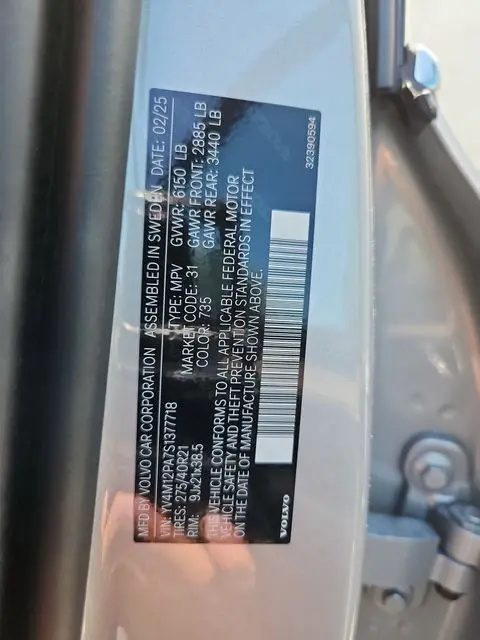 MFD BY VOLVO CAR CORPORATION ASSEMBLED IN SWEDEN DATE: 02/25
VIN: YV4M12PA7S1377718 TYPE: MPV GVWR: 6150 LB
TIRES: 275/40R21 MARKET CODE: 31 GAWR FRONT: 2885 LB
RIM: 9Jx21x38.5 COLOR: 735 GAWR REAR: 3440 LB
THIS VEHICLE CONFORMS TO ALL APPLICABLE FEDERAL MOTOR
VEHICLE SAFETY AND THEFT PREVENTION STANDARDS IN EFFECT
ON THE DATE OF MANUFACTURE SHOWN ABOVE.
VOLVO
32390594